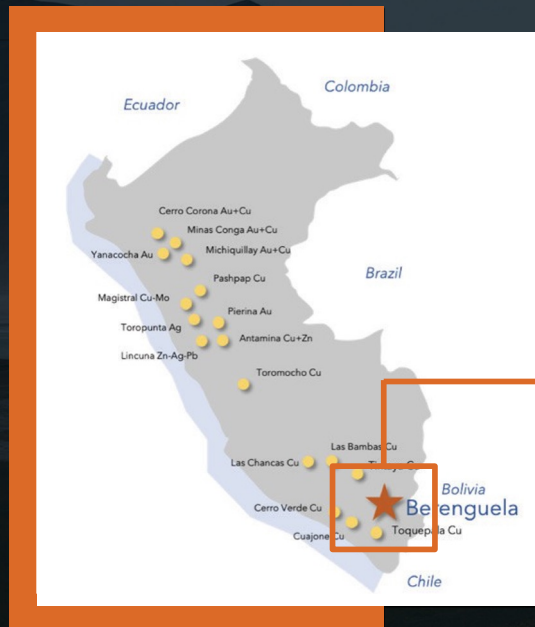 Colombia
Ecuador
Cerro Corona Au+Cu
Minas Conga Au+Cu
Michiquillay Au+Cu
Yanacocha Au
Brazil
Pashpap Cu
Magistral Cu-Mo
Pierina Au
Toropunta Ag
Antamina Cu+Zn
Lincuna Zn-Ag-Pb
Toromocho Cu
Las Bambas Cu
Las Chancas Cu
Bolivia
Berenguela
Cerro Verde Cu
Toquepala Cu
Cuajone Cu
Chile